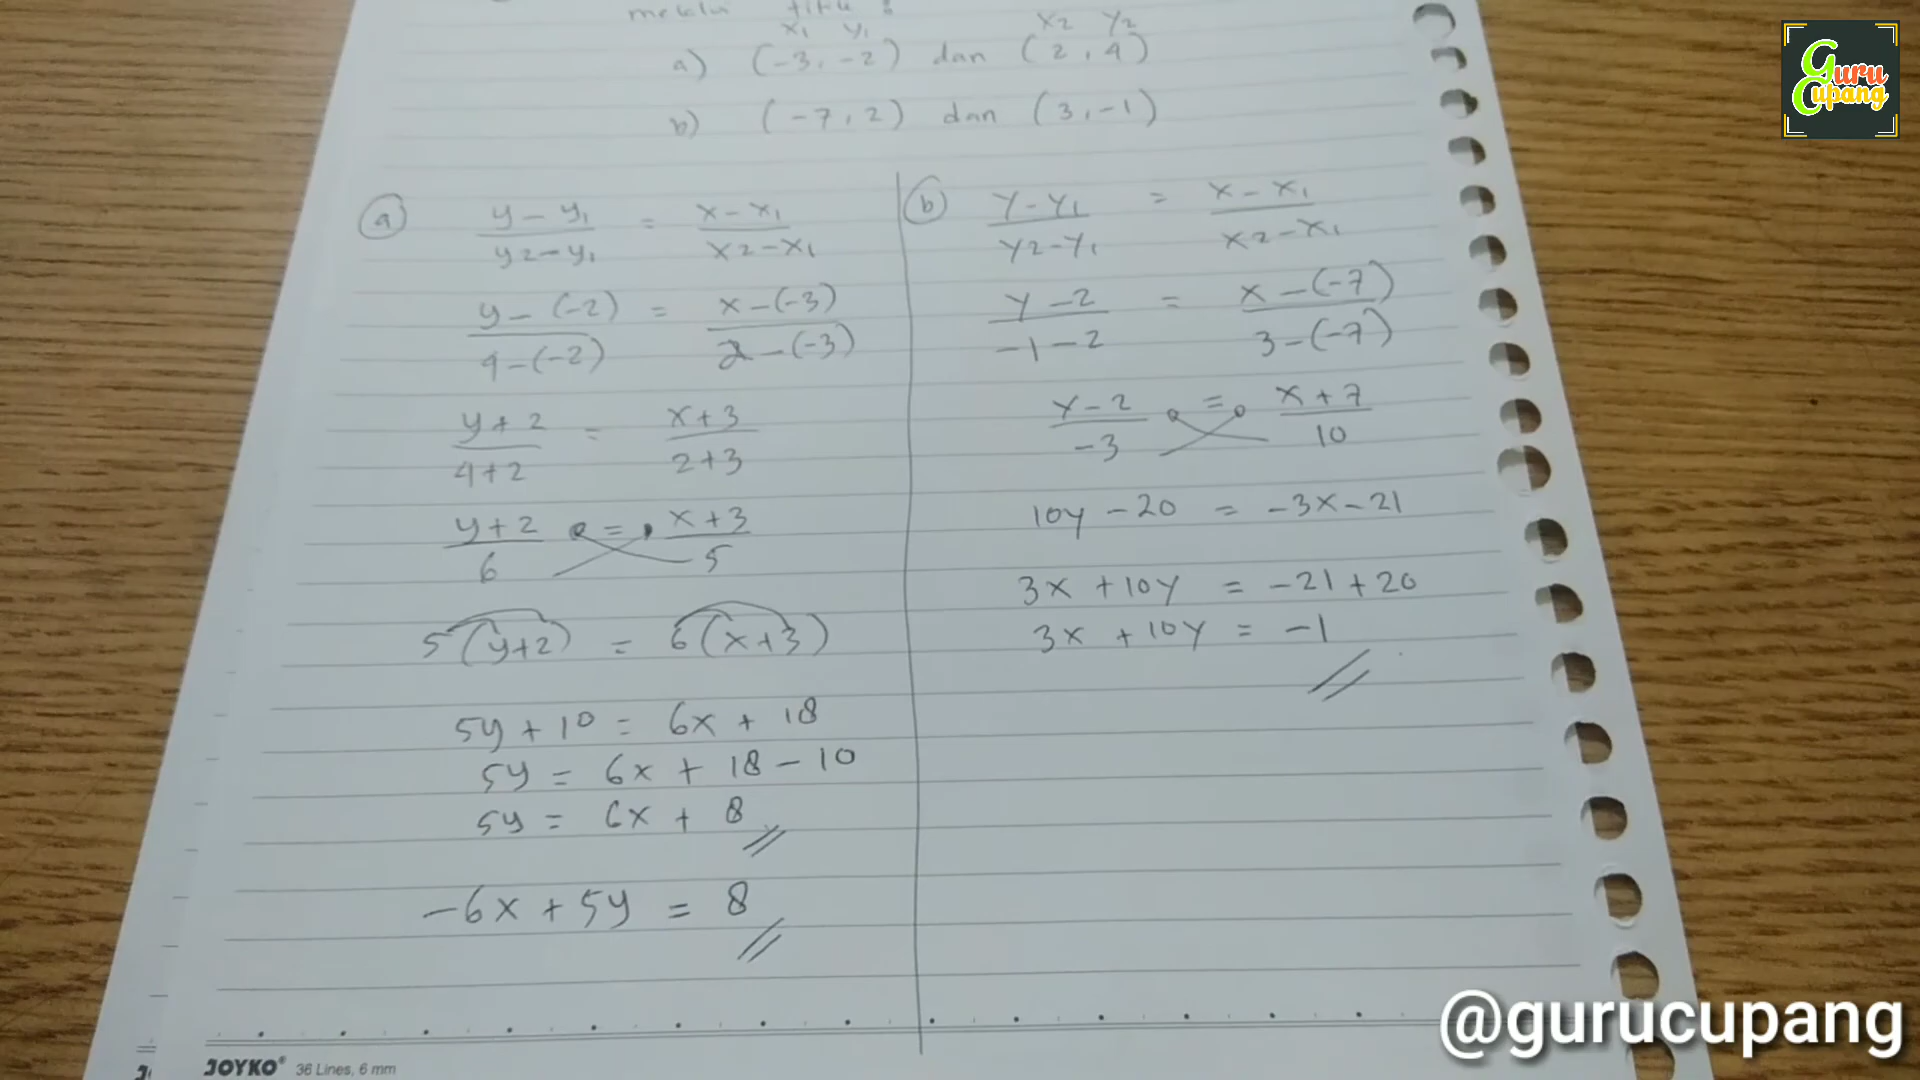 melalui titik :
x₁ y₁ x₂ y₂
a) (-3, -2) dan (2, 4)
b) (-7, 2) dan (3, -1)
Guru
Cupang
(a) (y - y₁)/(y₂ - y₁) = (x - x₁)/(x₂ - x₁)
(y - (-2))/(4 - (-2)) = (x - (-3))/(2 - (-3))
(y + 2)/(4 + 2) = (x + 3)/(2 + 3)
(y + 2)/6 = (x + 3)/5
5 (y + 2) = 6 (x + 3)
5y + 10 = 6x + 18
5y = 6x + 18 - 10
5y = 6x + 8
-6x + 5y = 8
(b) (y - y₁)/(y₂ - y₁) = (x - x₁)/(x₂ - x₁)
(y - 2)/(-1 - 2) = (x - (-7))/(3 - (-7))
(y - 2)/-3 = (x + 7)/10
10y - 20 = -3x - 21
3x + 10y = -21 + 20
3x + 10y = -1
JOYKO® 36 Lines, 6 mm
@gurucupang